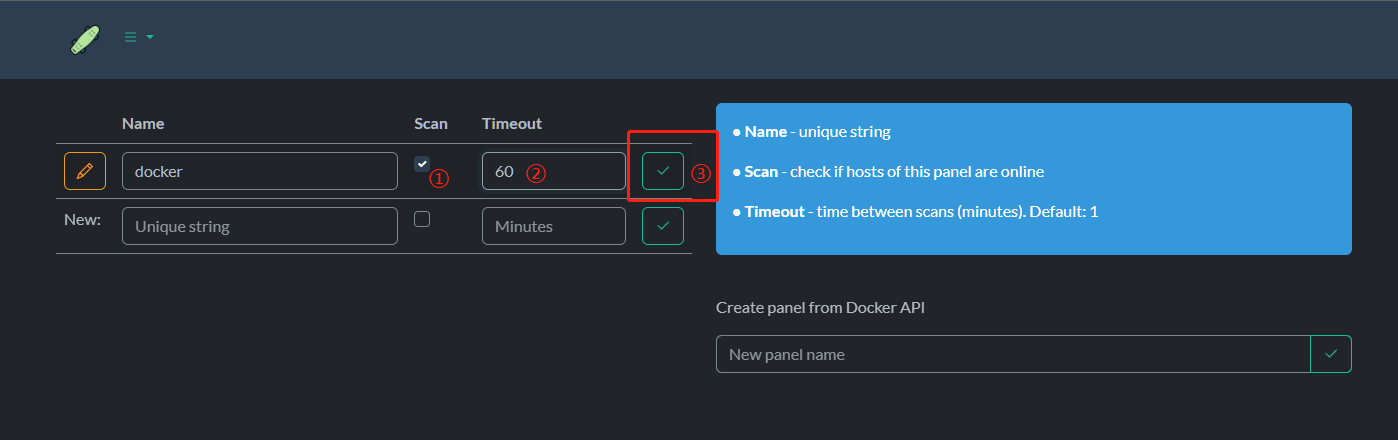 Name Scan Timeout
docker ① 60 ② ③
New: Unique string Minutes
● Name - unique string
● Scan - check if hosts of this panel are online
● Timeout - time between scans (minutes). Default: 1
Create panel from Docker API
New panel name